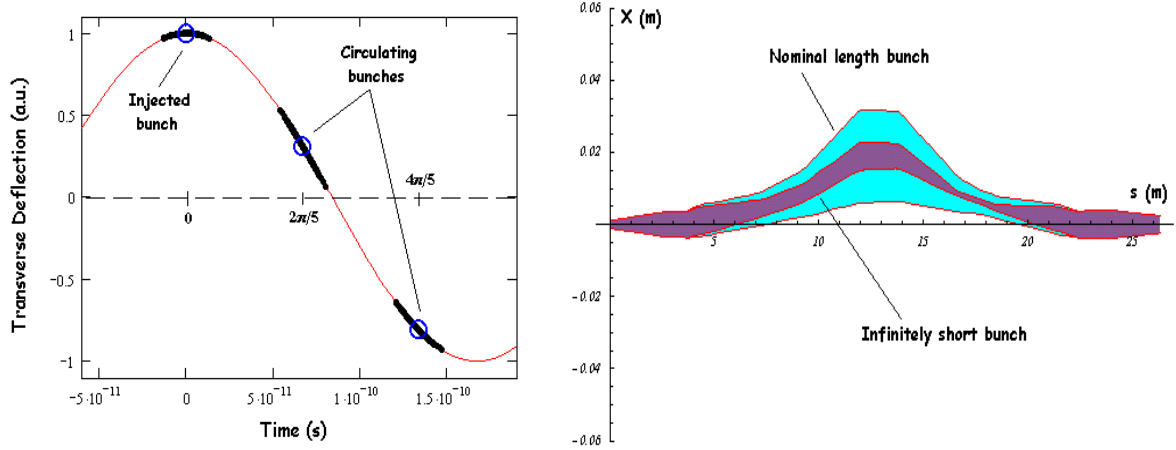 Transverse Deflection (a.u.)
1
0.5
0
-0.5
-1
Injected
bunch
Circulating
bunches
0
2π/5
4π/5
-5·10⁻¹¹
0
5·10⁻¹¹
1·10⁻¹⁰
1.5·10⁻¹⁰
Time (s)
X (m)
0.06
0.04
0.02
-0.02
-0.04
-0.06
Nominal length bunch
s (m)
5
10
15
20
25
Infinitely short bunch